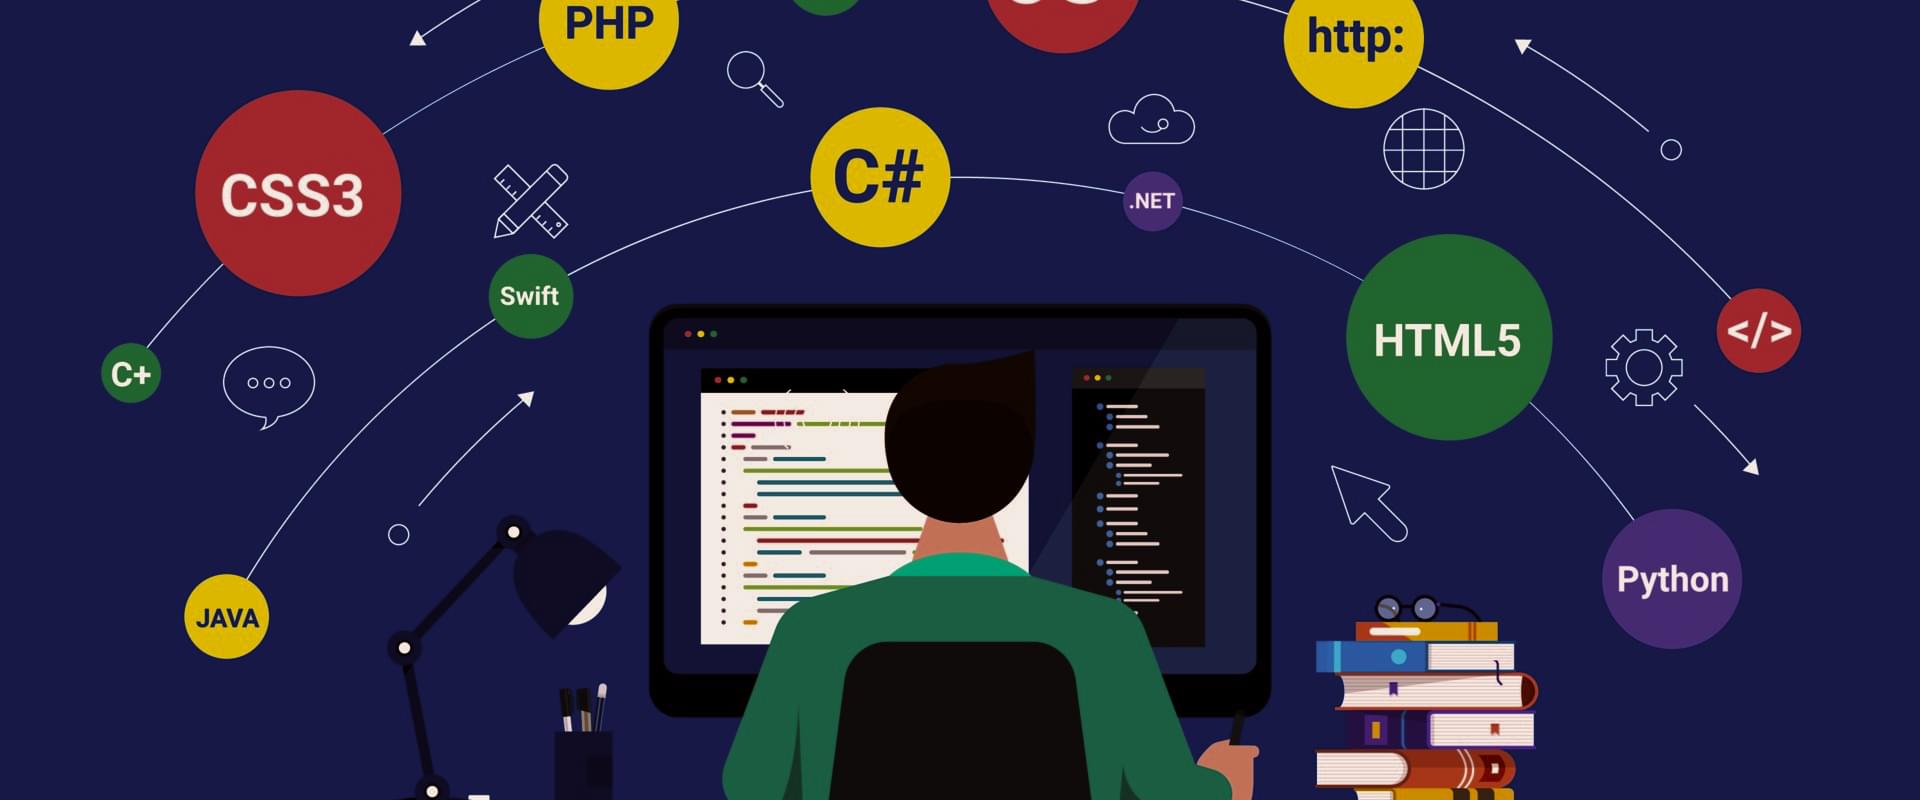 PHP
http:
CSS3
C#
.NET
Swift
HTML5
</>
C+
Python
JAVA